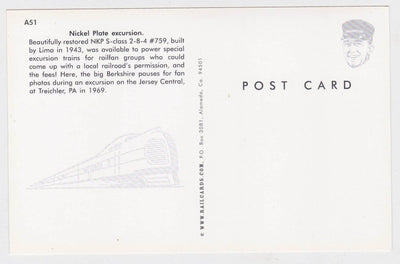 A51
Nickel Plate excursion.
Beautifully restored NKP S-class 2-8-4 #759, built
by Lima in 1943, was available to power special
excursion trains for railfan groups who could
come up with a local railroad's permission, and
the fees! Here, the big Berkshire pauses for fan
photos during an excursion on the Jersey Central,
at Treichler, PA in 1969.
© WWW.RAILCARDS.COM, P.O. Box 3081, Alameda, Ca. 94501
POST CARD